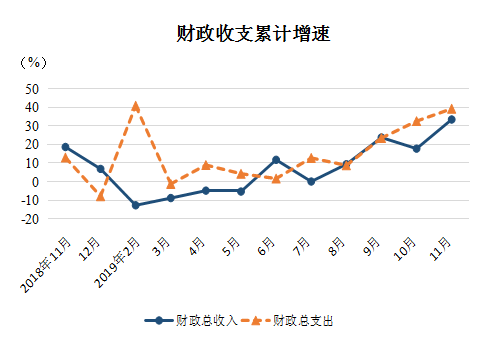 财政收支累计增速
（%）
50
40
30
20
10
0
-10
-20
2018年11月
12月
2019年2月
3月
4月
5月
6月
7月
8月
9月
10月
11月
财政总收入 财政总支出